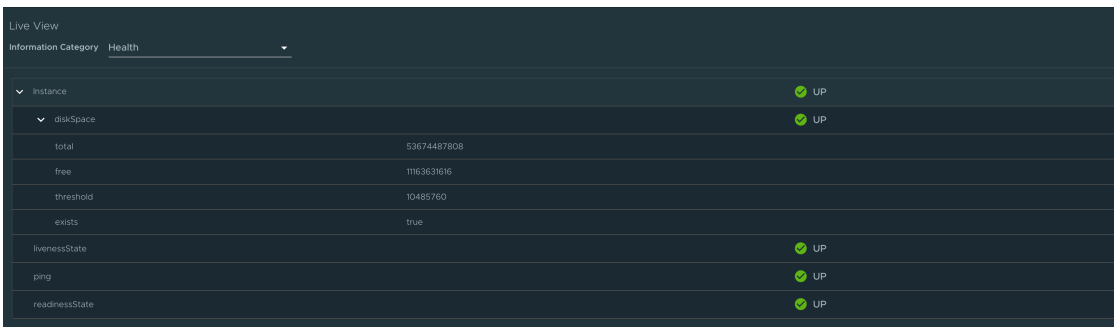 Live View
Information Category Health
Instance UP
diskSpace UP
total 53674487808
free 11163631616
threshold 10485760
exists true
livenessState UP
ping UP
readinessState UP